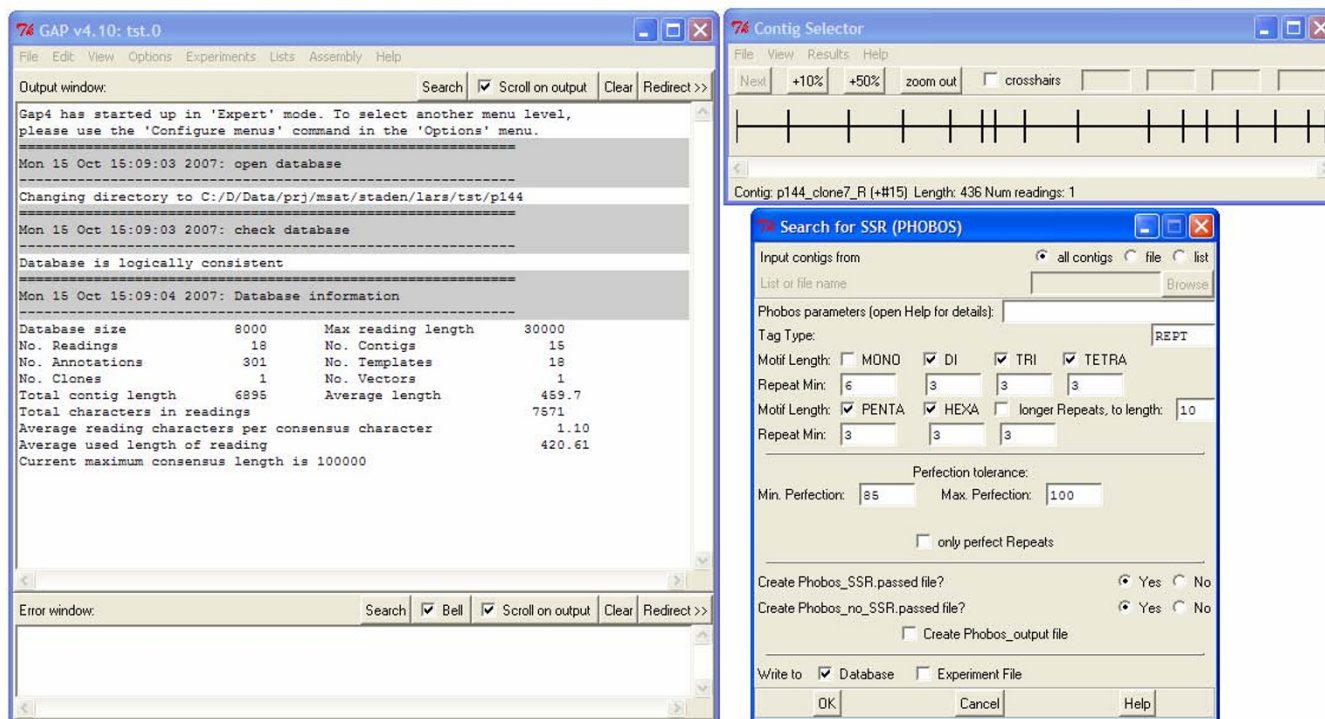 GAP v4.10: tst.0
File Edit View Options Experiments Lists Assembly Help
Output window: Search Scroll on output Clear Redirect >>
Gap4 has started up in 'Expert' mode. To select another menu level,
please use the 'Configure menus' command in the 'Options' menu.
============================================================
Mon 15 Oct 15:09:03 2007: open database
------------------------------------------------------------
Changing directory to C:/D/Data/prj/msat/staden/lars/tst/p144
============================================================
Mon 15 Oct 15:09:03 2007: check database
------------------------------------------------------------
Database is logically consistent
============================================================
Mon 15 Oct 15:09:04 2007: Database information
------------------------------------------------------------
Database size 8000 Max reading length 30000
No. Readings 18 No. Contigs 15
No. Annotations 301 No. Templates 18
No. Clones 1 No. Vectors 1
Total contig length 6895 Average length 459.7
Total characters in readings 7571
Average reading characters per consensus character 1.10
Average used length of reading 420.61
Current maximum consensus length is 100000
Error window: Search Bell Scroll on output Clear Redirect >>
Contig Selector
File View Results Help
Next +10% +50% zoom out crosshairs
Contig: p144_clone7_R (+#15) Length: 436 Num readings: 1
Search for SSR (PHOBOS)
Input contigs from all contigs file list
List or file name Browse
Phobos parameters (open Help for details):
Tag Type: REPT
Motif Length: MONO DI TRI TETRA
Repeat Min: 6 3 3 3
Motif Length: PENTA HEXA longer Repeats, to length: 10
Repeat Min: 3 3 3
Perfection tolerance:
Min. Perfection: 85 Max. Perfection: 100
only perfect Repeats
Create Phobos_SSR.passed file? Yes No
Create Phobos_no_SSR.passed file? Yes No
Create Phobos_output file
Write to Database Experiment File
OK Cancel Help